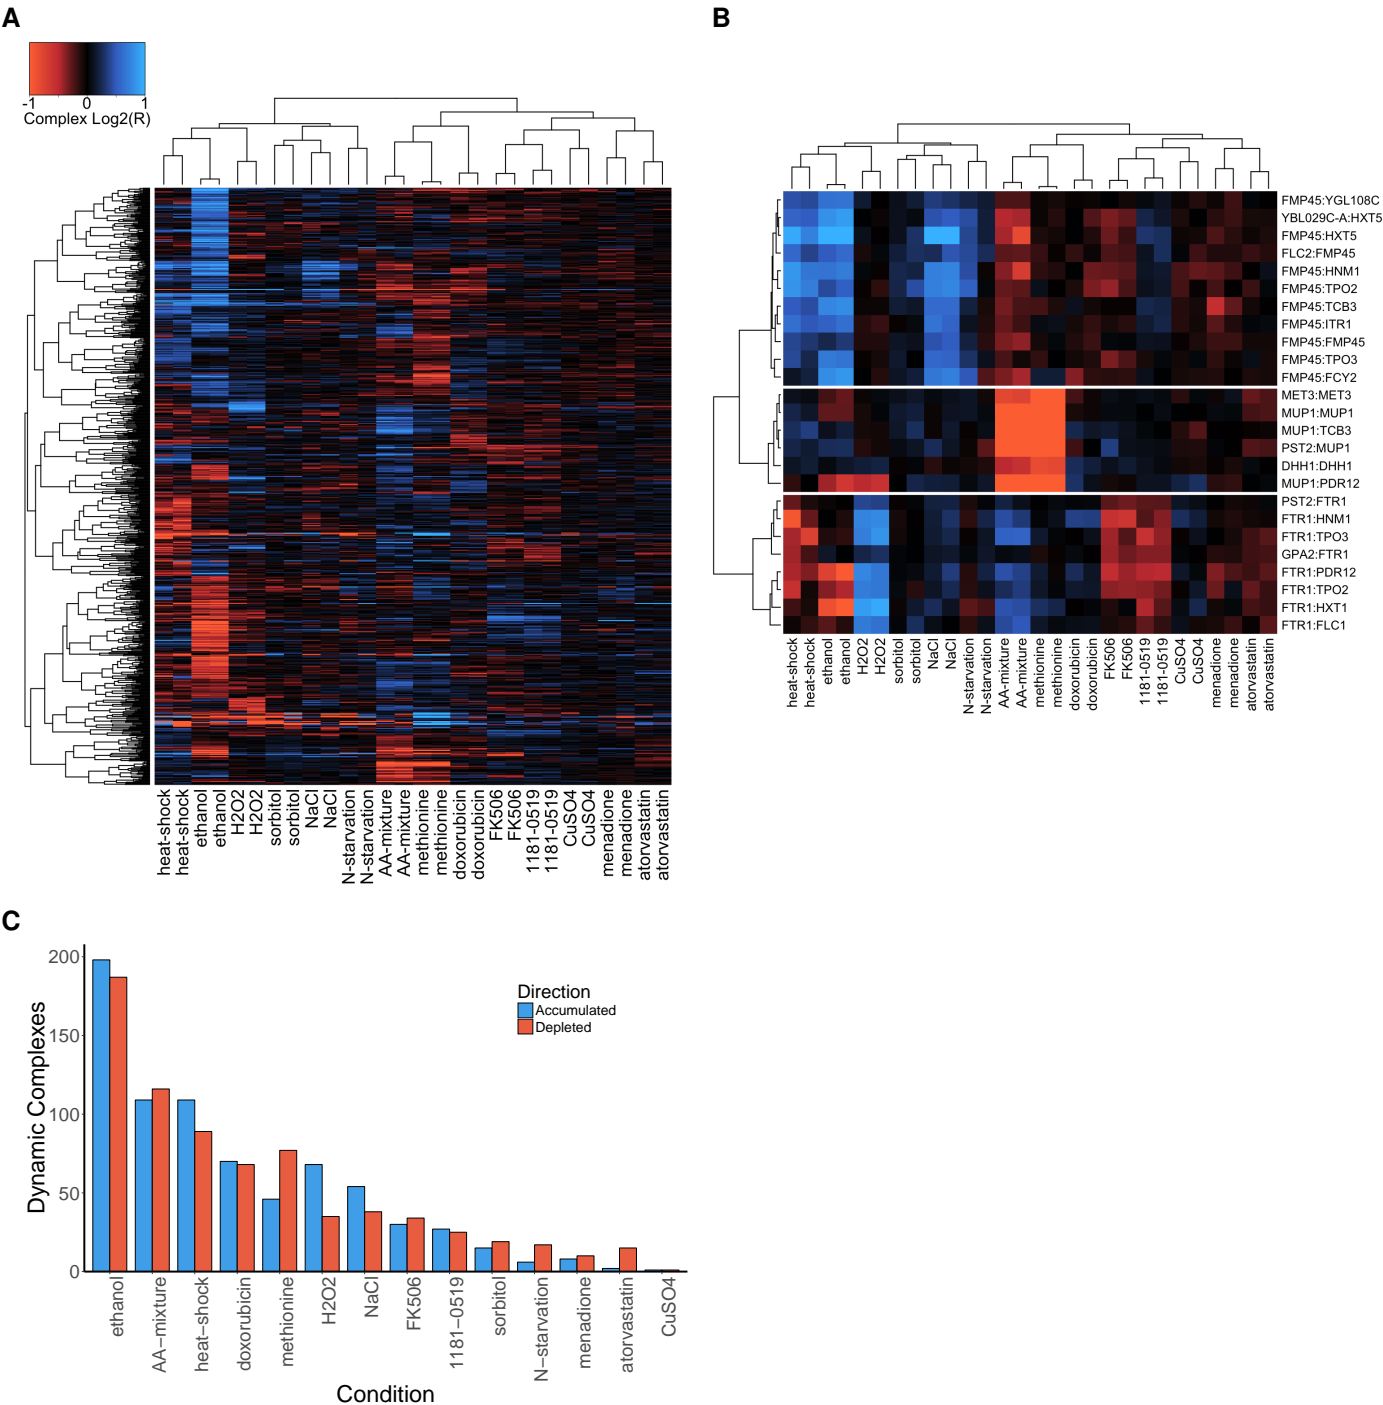 A
-1 0 1
Complex Log2(R)
heat-shock
heat-shock
ethanol
ethanol
H2O2
H2O2
sorbitol
sorbitol
NaCl
NaCl
N-starvation
N-starvation
AA-mixture
AA-mixture
methionine
methionine
doxorubicin
doxorubicin
FK506
FK506
1181-0519
1181-0519
CuSO4
CuSO4
menadione
menadione
atorvastatin
atorvastatin
B
FMP45:YGL108C
YBL029C-A:HXT5
FMP45:HXT5
FLC2:FMP45
FMP45:HNM1
FMP45:TPO2
FMP45:TCB3
FMP45:ITR1
FMP45:FMP45
FMP45:TPO3
FMP45:FCY2
MET3:MET3
MUP1:MUP1
MUP1:TCB3
PST2:MUP1
DHH1:DHH1
MUP1:PDR12
PST2:FTR1
FTR1:HNM1
FTR1:TPO3
GPA2:FTR1
FTR1:PDR12
FTR1:TPO2
FTR1:HXT1
FTR1:FLC1
heat-shock
heat-shock
ethanol
ethanol
H2O2
H2O2
sorbitol
sorbitol
NaCl
NaCl
N-starvation
N-starvation
AA-mixture
AA-mixture
methionine
methionine
doxorubicin
doxorubicin
FK506
FK506
1181-0519
1181-0519
CuSO4
CuSO4
menadione
menadione
atorvastatin
atorvastatin
C
Dynamic Complexes
200
150
100
50
0
Direction
Accumulated
Depleted
ethanol
AA−mixture
heat−shock
doxorubicin
methionine
H2O2
NaCl
FK506
1181−0519
sorbitol
N−starvation
menadione
atorvastatin
CuSO4
Condition